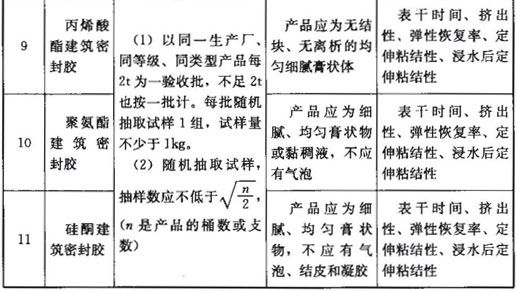 9
丙烯酸
酯建筑密
封胶
(1) 以同一生产厂、
同等级、同类型产品每
2t为一验收批，不足2t
也按一批计。每批随机
抽取试样1组，试样量
不少于1kg。
(2) 随机抽取试样，
抽样数应不低于√(n/2)，
(n是产品的桶数或支
数)
产品应为无结
块、无离析的均
匀细腻膏状体
表干时间、挤出
性、弹性恢复率、定
伸粘结性、浸水后定
伸粘结性
10
聚氨酯
建筑密
封胶
产品应为细
腻、均匀膏状物
或黏稠液，不应
有气泡
表干时间、挤出
性、弹性恢复率、定
伸粘结性、浸水后定
伸粘结性
11
硅酮建
筑密封胶
产品应为细
腻、均匀膏状
物，不应有气
泡、结皮和凝胶
表干时间、挤出
性、弹性恢复率、定
伸粘结性、浸水后定
伸粘结性